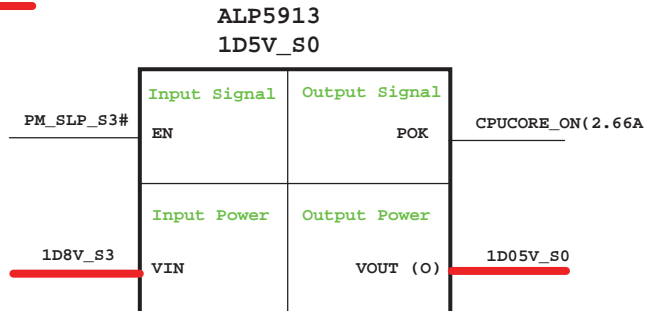 ALP5913
1D5V_S0
Input Signal Output Signal
PM_SLP_S3# EN POK CPUCORE_ON(2.66A
Input Power Output Power
1D8V_S3 VIN VOUT (O) 1D05V_S0